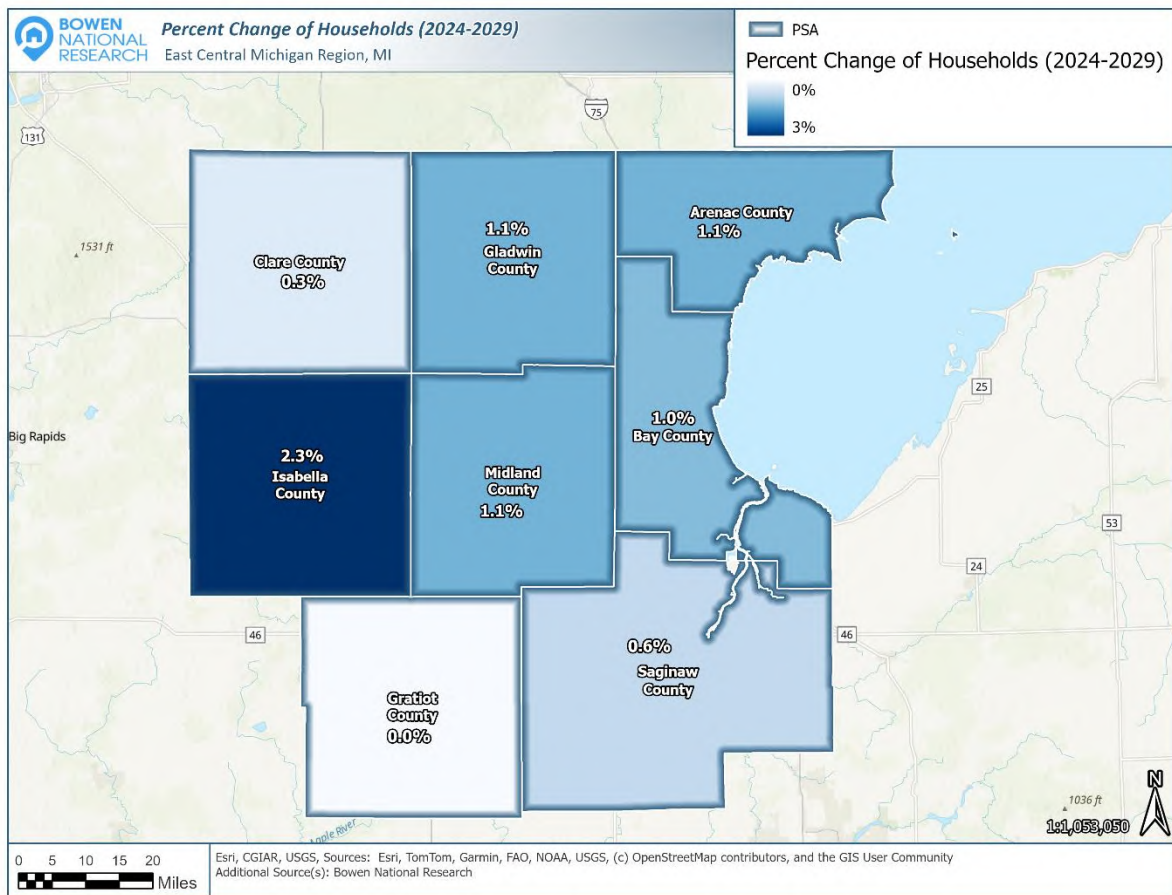 BOWEN
NATIONAL
RESEARCH
Percent Change of Households (2024-2029)
East Central Michigan Region, MI
PSA
Percent Change of Households (2024-2029)
0%
3%
75
131
1531 ft
Clare County
0.3%
1.1%
Gladwin
County
Arenac County
1.1%
Big Rapids
2.3%
Isabella
County
Midland
County
1.1%
1.0%
Bay County
25
53
24
46
46
Gratiot
County
0.0%
0.6%
Saginaw
County
Apple River
1036 ft
N
1:1,053,050
0 5 10 15 20
Miles
Esri, CGIAR, USGS, Sources: Esri, TomTom, Garmin, FAO, NOAA, USGS, (c) OpenStreetMap contributors, and the GIS User Community
Additional Source(s): Bowen National Research